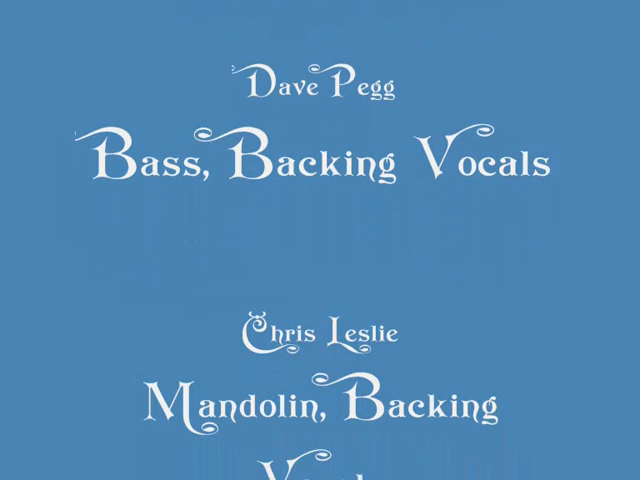 Dave Pegg
Bass, Backing Vocals
Chris Leslie
Mandolin, Backing